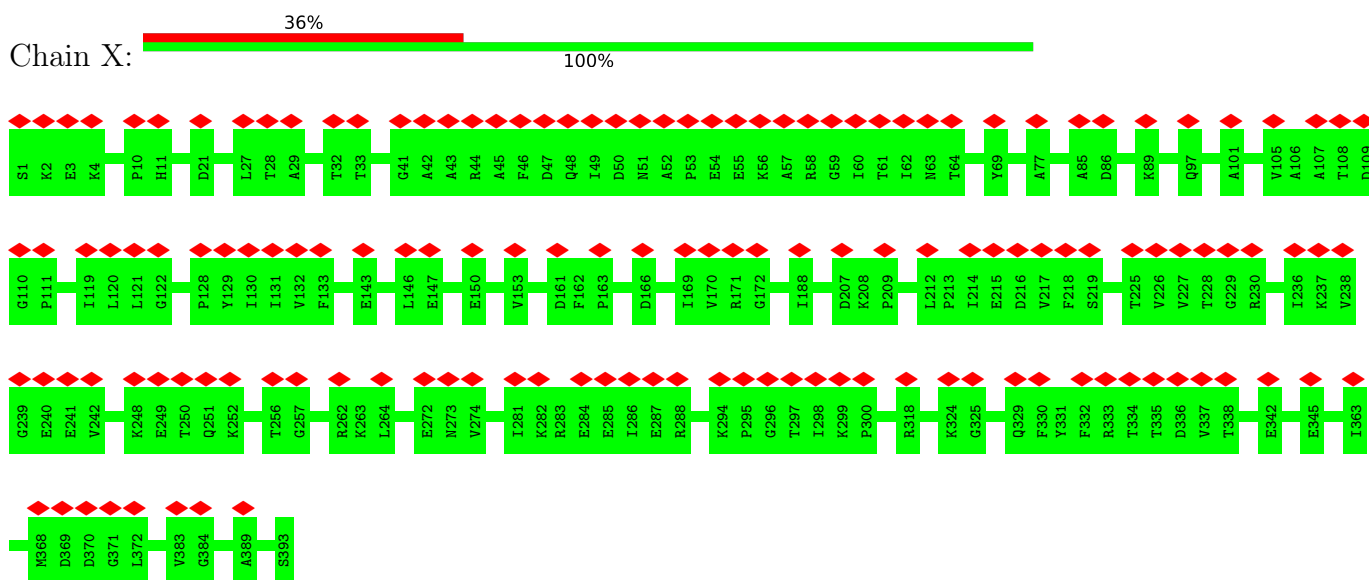 36%
Chain X:
100%
S1 K2 E3 K4 P10 H11 D21 L27 T28 A29 T32 T33 G41 A42 A43 R44 A45 F46 D47 Q48 I49 D50 N51 A52 P53 E54 E55 K56 A57 R58 G59 I60 T61 I62 N63 T64 Y69 A77 A85 D86 K89 Q97 A101 V105 A106 A107 T108 D109
G110 P111 I119 L120 L121 G122 P128 Y129 I130 I131 V132 F133 E143 L146 E147 E150 V153 D161 F162 P163 D166 I169 V170 R171 G172 I188 D207 K208 P209 L212 P213 I214 E215 D216 V217 F218 S219 T225 V226 V227 T228 G229 R230 I236 K237 V238
G239 E240 E241 V242 K248 E249 T250 Q251 K252 T256 G257 R262 K263 L264 E272 N273 V274 I281 K282 R283 E284 E285 I286 E287 R288 K294 P295 G296 T297 I298 K299 P300 R318 K324 G325 Q329 F330 Y331 F332 R333 T334 T335 D336 V337 T338 E342 E345 I363
M368 D369 D370 G371 L372 V383 G384 A389 S393